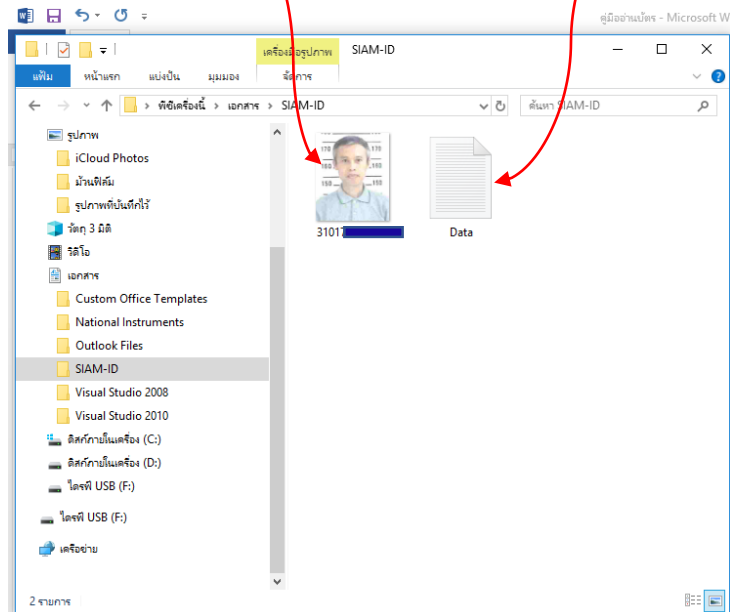 คู่มืออ่านบัตร - Microsoft W
เครื่องมือรูปภาพ
SIAM-ID
แฟ้ม
หน้าแรก
แบ่งปัน
มุมมอง
จัดการ
พีซีเครื่องนี้ › เอกสาร › SIAM-ID
ค้นหา SIAM-ID
รูปภาพ
iCloud Photos
ม้วนฟิล์ม
รูปภาพที่บันทึกไว้
วัตถุ 3 มิติ
วิดีโอ
เอกสาร
Custom Office Templates
National Instruments
Outlook Files
SIAM-ID
Visual Studio 2008
Visual Studio 2010
ดิสก์ภายในเครื่อง (C:)
ดิสก์ภายในเครื่อง (D:)
ไดรฟ์ USB (F:)
ไดรฟ์ USB (F:)
เครือข่าย
170 170
160 160
150 150
31017
Data
2 รายการ